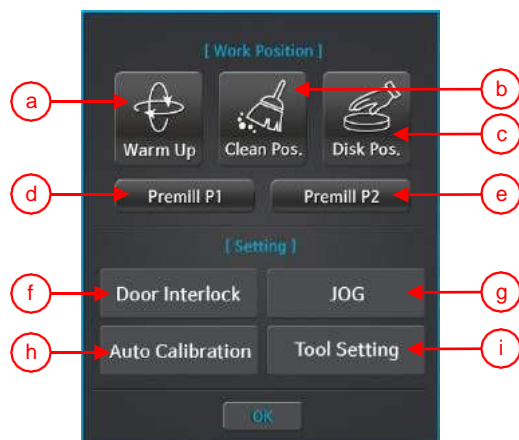 [ Work Position ]
a
b
Warm Up
Clean Pos.
Disk Pos.
c
d
Premill P1
Premill P2
e
[ Setting ]
f
Door Interlock
JOG
g
h
Auto Calibration
Tool Setting
i
OK